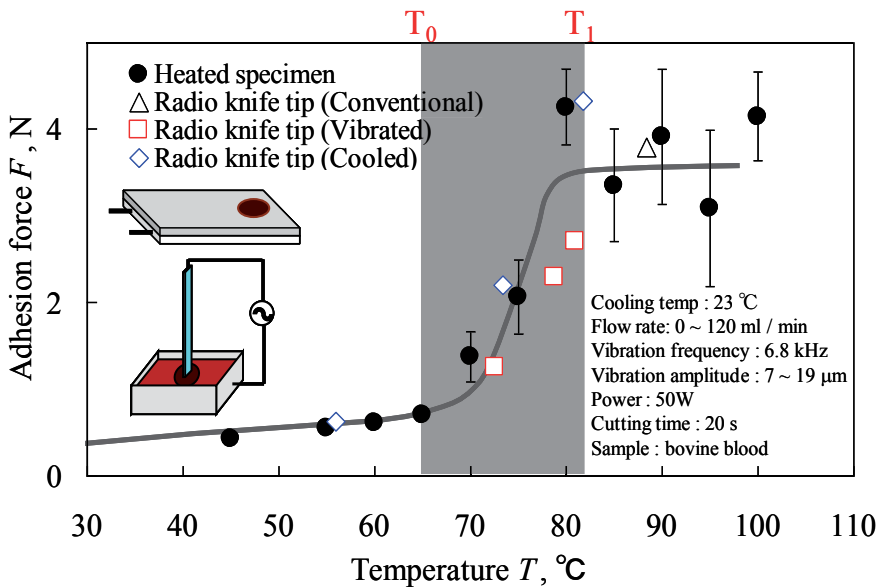 T0 T1
Heated specimen
Radio knife tip (Conventional)
Radio knife tip (Vibrated)
Radio knife tip (Cooled)
Adhesion force F , N
4
2
0
Cooling temp : 23 ℃
Flow rate: 0 ~ 120 ml / min
Vibration frequency : 6.8 kHz
Vibration amplitude : 7 ~ 19 μm
Power : 50W
Cutting time : 20 s
Sample : bovine blood
30 40 50 60 70 80 90 100 110
Temperature T , ℃